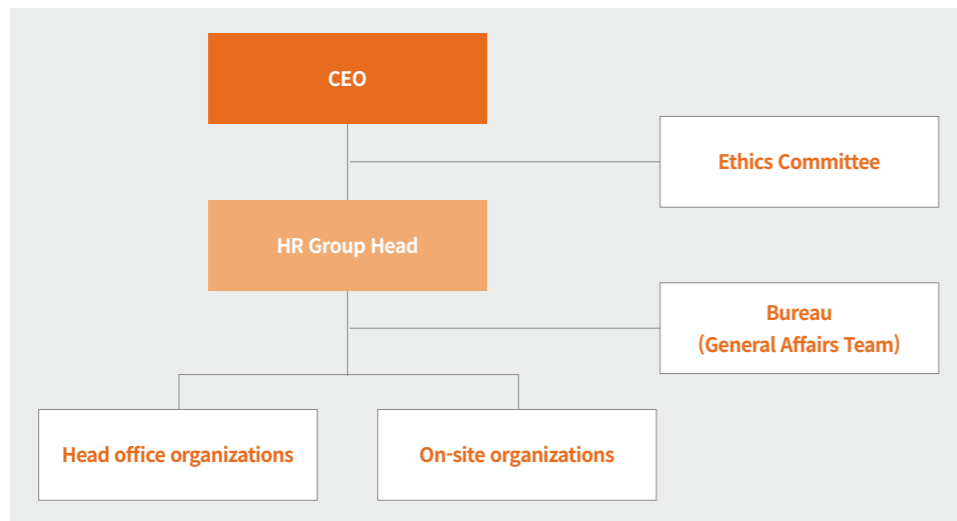 CEO
Ethics Committee
HR Group Head
Bureau
(General Affairs Team)
Head office organizations
On-site organizations